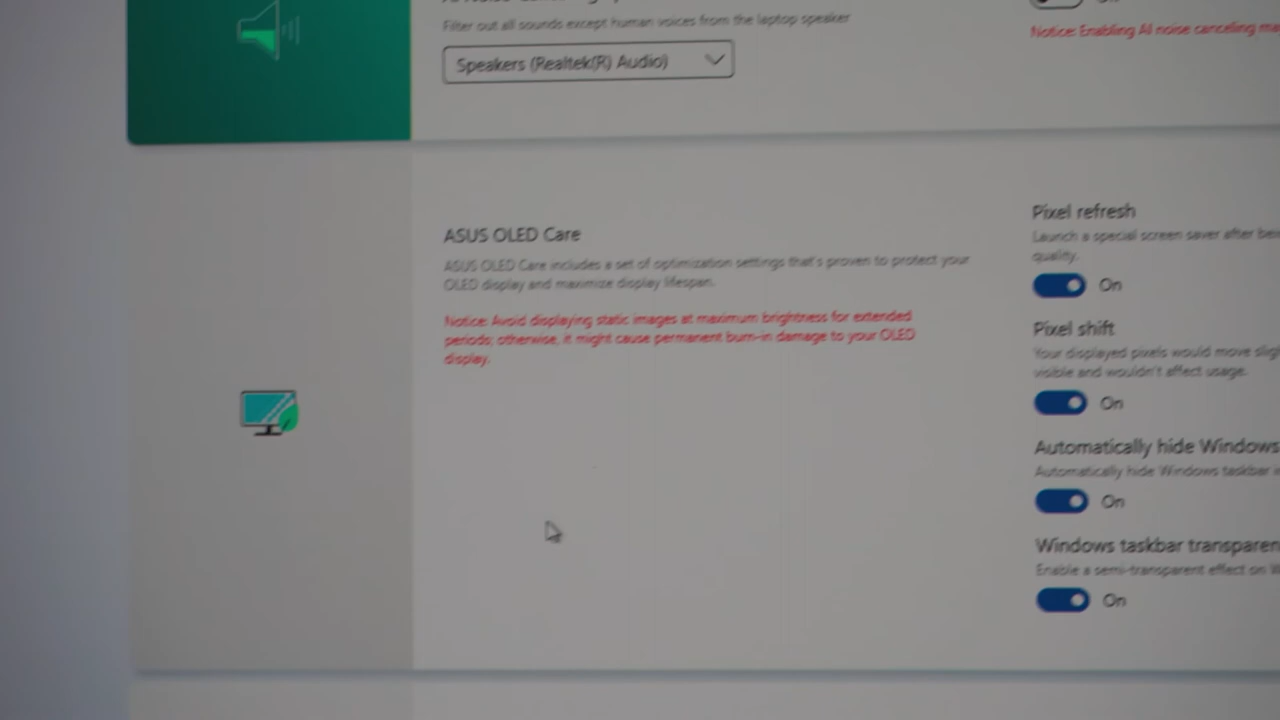 Filter out all sounds except human voices from the laptop speaker
Speakers (Realtek(R) Audio)
Notice: Enabling AI noise canceling
ASUS OLED Care
ASUS OLED Care includes a set of optimization settings that's proven to protect your
OLED display and maximize display lifespan.
Notice: Avoid displaying static images at maximum brightness for extended
periods; otherwise, it might cause permanent burn-in damage to your OLED
display.
Pixel refresh
Launch a special screen saver after
quality.
On
Pixel shift
Your displayed pixels would move
visible and wouldn't affect usage.
On
Automatically hide Windows
Automatically hide Windows taskbar
On
Windows taskbar transparen
Enable a semi-transparent effect on
On